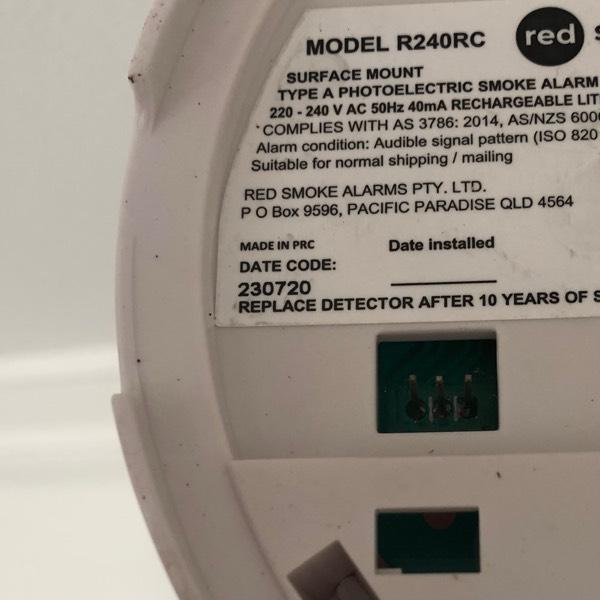 MODEL R240RC red
SURFACE MOUNT
TYPE A PHOTOELECTRIC SMOKE ALARM
220 - 240 V AC 50Hz 40mA RECHARGEABLE LIT
COMPLIES WITH AS 3786: 2014, AS/NZS 600
Alarm condition: Audible signal pattern (ISO 820
Suitable for normal shipping / mailing
RED SMOKE ALARMS PTY. LTD.
P O Box 9596, PACIFIC PARADISE QLD 4564
MADE IN PRC Date installed
DATE CODE:
230720
REPLACE DETECTOR AFTER 10 YEARS OF S